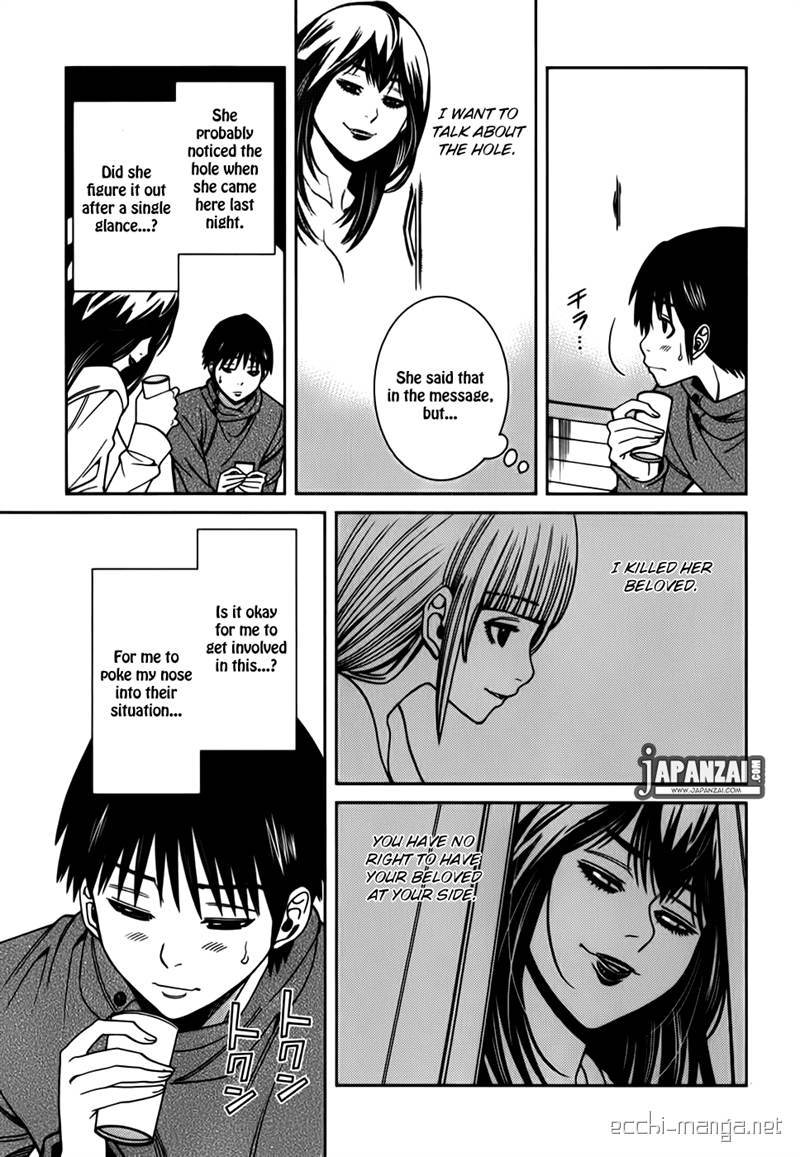 チラ…
I WANT TO
TALK ABOUT
THE HOLE.
She said that
in the message,
but...
She
probably
noticed the
hole when
she came
here last
night.
Did she
figure it out
after a single
glance...?
I KILLED HER
BELOVED.
YOU HAVE NO
RIGHT TO HAVE
YOUR BELOVED
AT YOUR SIDE!
Is it okay
for me to
get involved
in this...?
For me to
poke my nose
into their
situation...
トクン
トクン
JAPANZAI.COM
WWW.JAPANZAI.COM
ecchi-manga.net